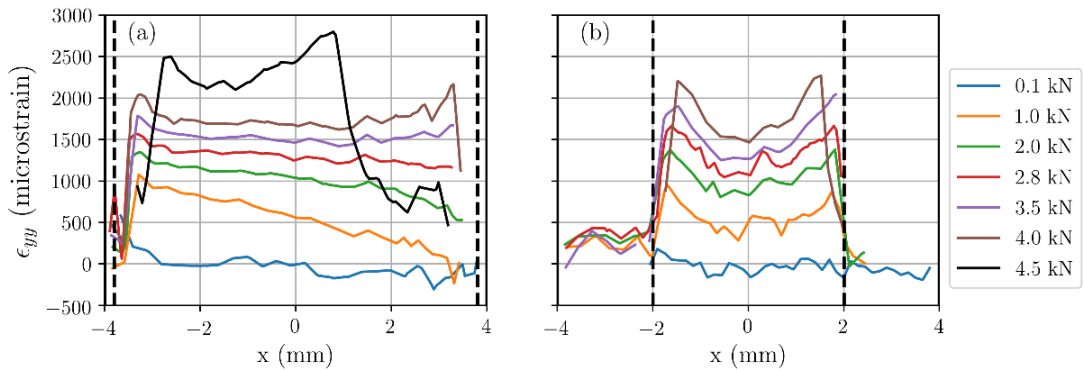 (a)
(b)
3000
2500
2000
1500
1000
500
0
−500
ϵyy (microstrain)
−4 −2 0 2 4
x (mm)
−4 −2 0 2 4
x (mm)
0.1 kN
1.0 kN
2.0 kN
2.8 kN
3.5 kN
4.0 kN
4.5 kN